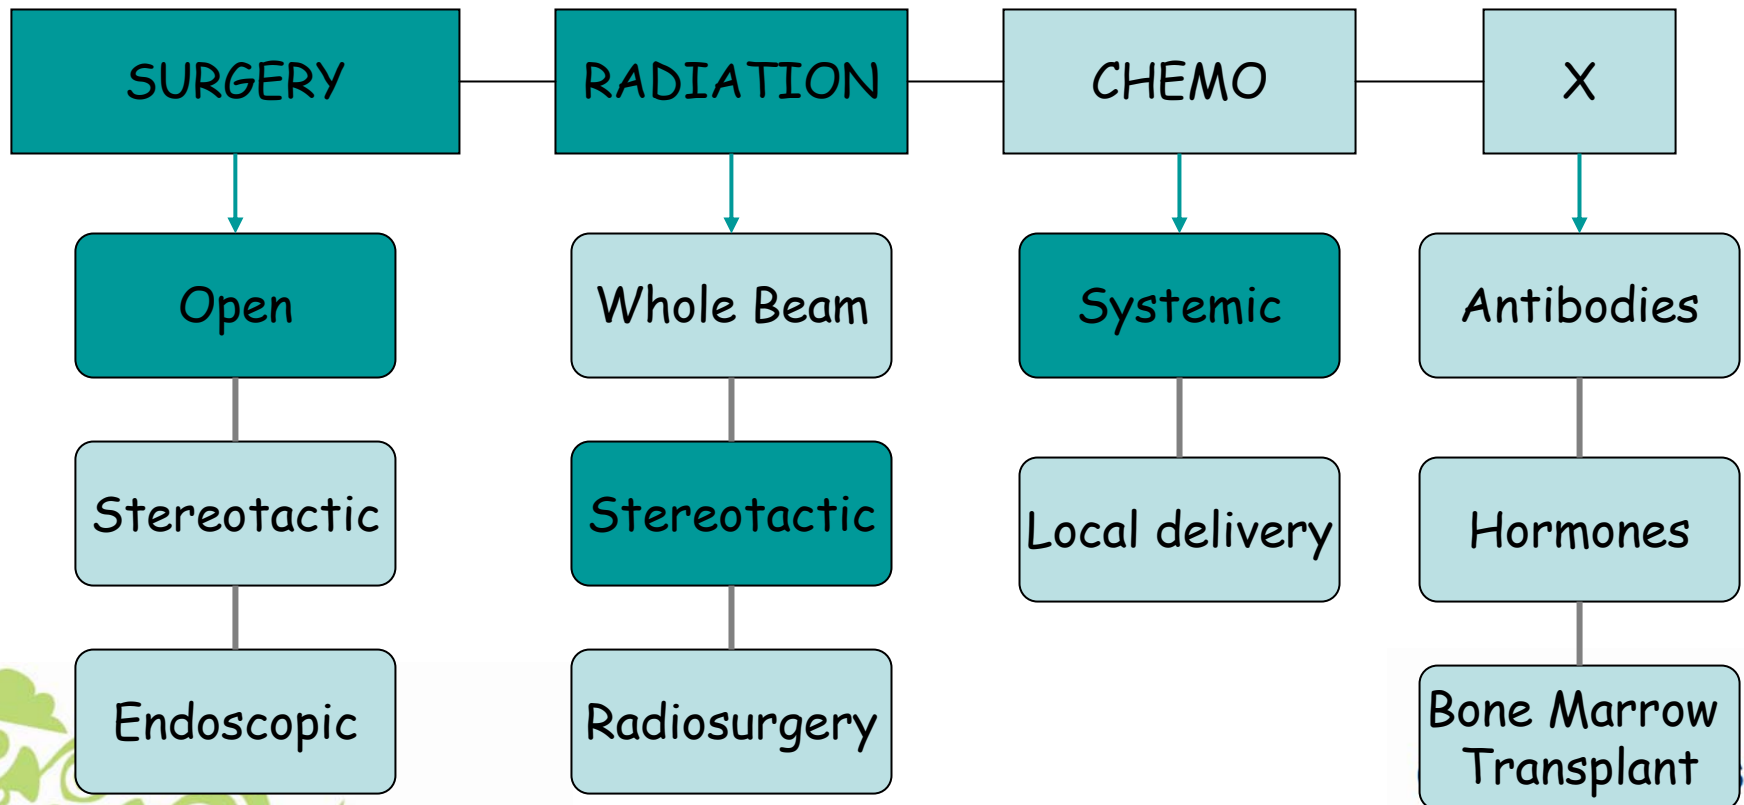 SURGERY
RADIATION
CHEMO
X
Open
Whole Beam
Systemic
Antibodies
Stereotactic
Stereotactic
Local delivery
Hormones
Endoscopic
Radiosurgery
Bone Marrow
Transplant